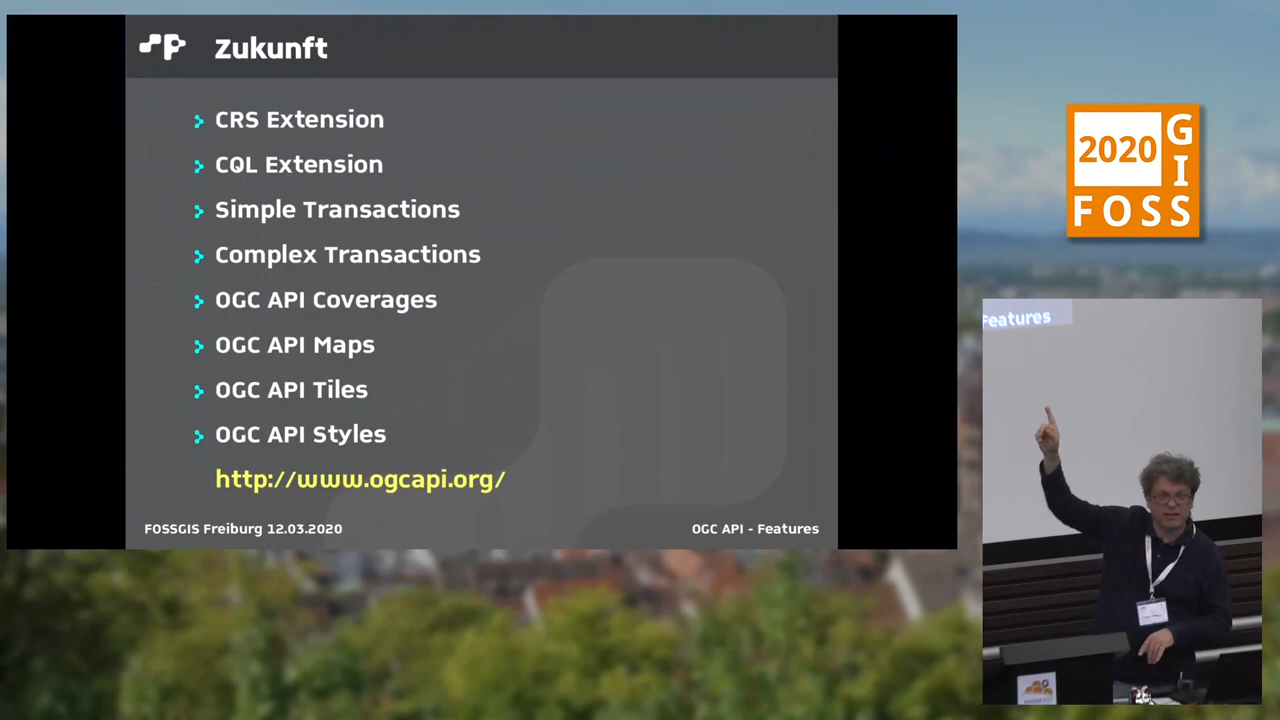 Zukunft
CRS Extension
CQL Extension
Simple Transactions
Complex Transactions
OGC API Coverages
OGC API Maps
OGC API Tiles
OGC API Styles
http://www.ogcapi.org/
FOSSGIS Freiburg 12.03.2020
OGC API - Features
2020
G
I
FOSS
Features